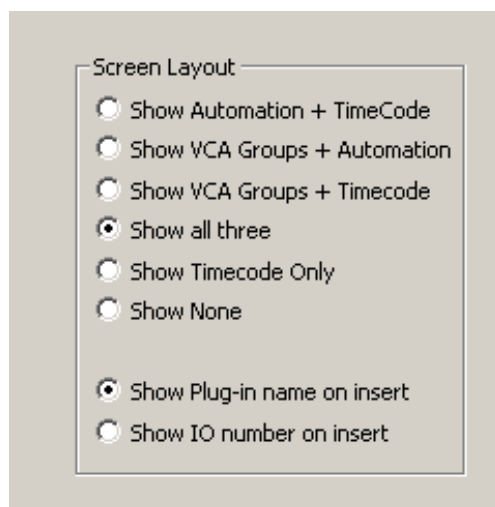 Screen Layout
Show Automation + TimeCode
Show VCA Groups + Automation
Show VCA Groups + Timecode
Show all three
Show Timecode Only
Show None
Show Plug-in name on insert
Show IO number on insert